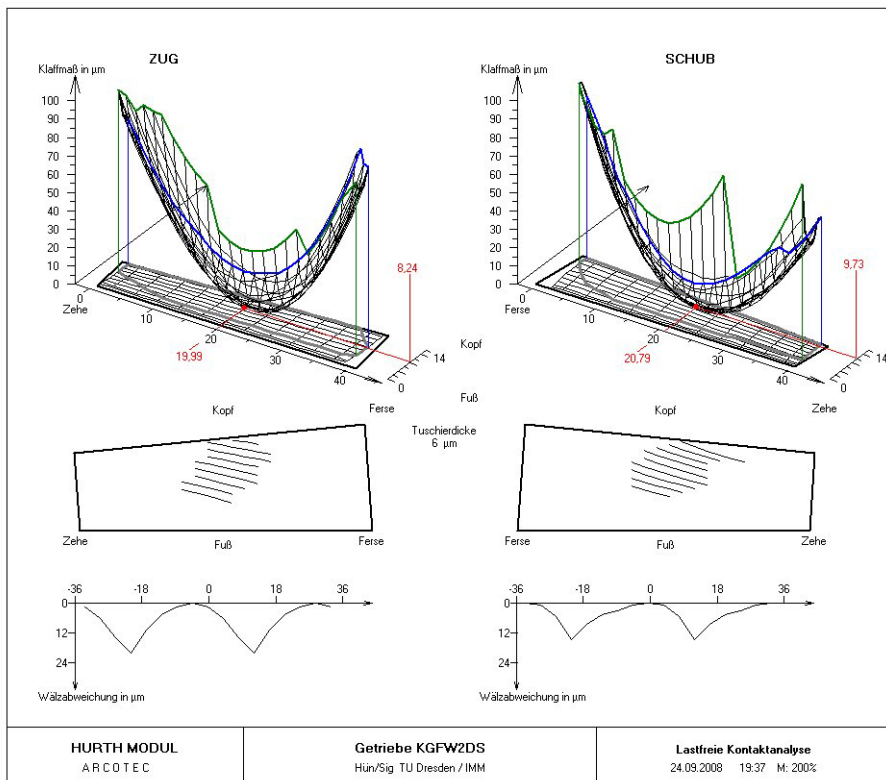 ZUG
SCHUB
Klaffmaß in µm
Klaffmaß in µm
100
90
80
70
60
50
40
30
20
10
0
100
90
80
70
60
50
40
30
20
10
0
0
Zehe
10
20
30
40
19,99
8,24
14
0
Kopf
Fuß
Ferse
0
Ferse
10
20
30
40
20,79
9,73
14
0
Zehe
Kopf
Tuschierdicke
6 µm
Kopf
Zehe
Fuß
Ferse
Ferse
Fuß
Zehe
-36
-18
0
18
36
0
12
24
Wälzabweichung in µm
-36
-18
0
18
36
0
12
24
Wälzabweichung in µm
HURTH MODUL
ARCOTEC
Getriebe KGFW2DS
Hün/Sig TU Dresden / IMM
Lastfreie Kontaktanalyse
24.09.2008 19:37 M: 200%